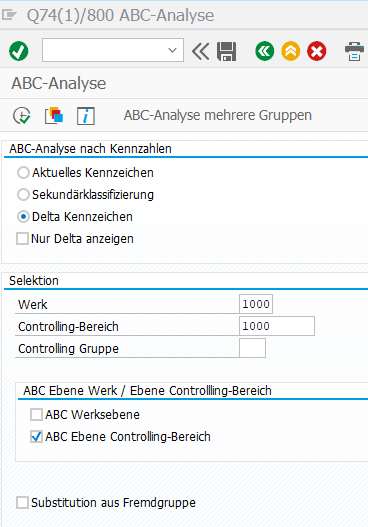 Q74(1)/800 ABC-Analyse
ABC-Analyse
ABC-Analyse mehrere Gruppen
ABC-Analyse nach Kennzahlen
Aktuelles Kennzeichen
Sekundärklassifizierung
Delta Kennzeichen
Nur Delta anzeigen
Selektion
Werk 1000
Controlling-Bereich 1000
Controlling Gruppe
ABC Ebene Werk / Ebene Controllling-Bereich
ABC Werksebene
ABC Ebene Controlling-Bereich
Substitution aus Fremdgruppe